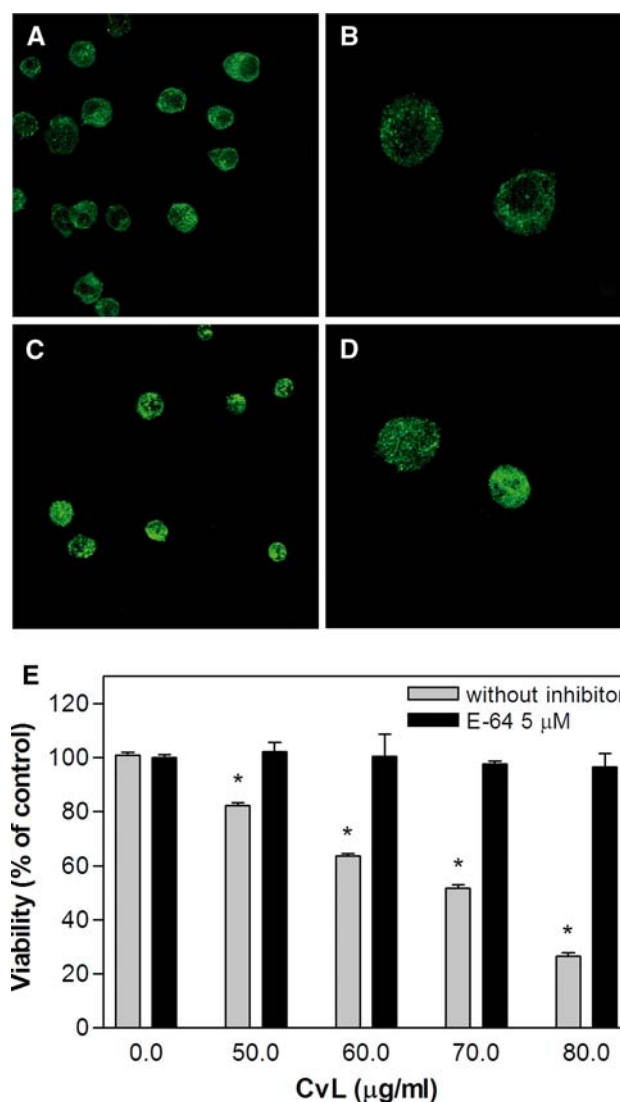 A
B
C
D
E
120
100
80
60
40
20
0
Viability (% of control)
without inhibitor
E-64 5 μM
*
*
*
*
0.0 50.0 60.0 70.0 80.0
CvL (μg/ml)